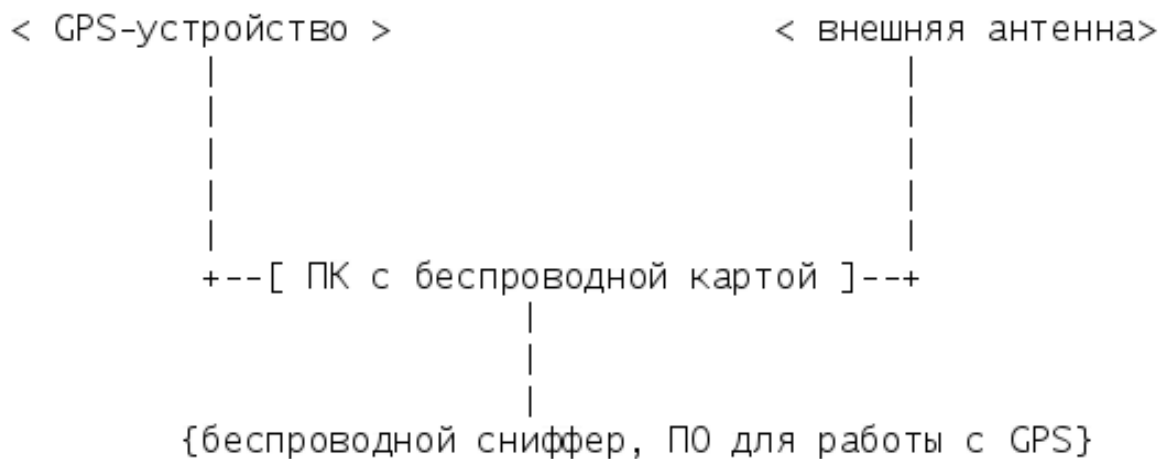 < GPS-устройство > < внешняя антенна>
+---[ ПК с беспроводной картой ]--+
{беспроводной сниффер, ПО для работы с GPS}